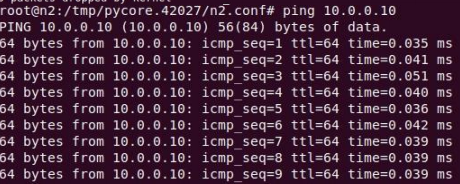 packets dropped by kernel
root@n2:/tmp/pycore.42027/n2.conf# ping 10.0.0.10
PING 10.0.0.10 (10.0.0.10) 56(84) bytes of data.
64 bytes from 10.0.0.10: icmp_seq=1 ttl=64 time=0.035 ms
64 bytes from 10.0.0.10: icmp_seq=2 ttl=64 time=0.041 ms
64 bytes from 10.0.0.10: icmp_seq=3 ttl=64 time=0.051 ms
64 bytes from 10.0.0.10: icmp_seq=4 ttl=64 time=0.040 ms
64 bytes from 10.0.0.10: icmp_seq=5 ttl=64 time=0.036 ms
64 bytes from 10.0.0.10: icmp_seq=6 ttl=64 time=0.042 ms
64 bytes from 10.0.0.10: icmp_seq=7 ttl=64 time=0.039 ms
64 bytes from 10.0.0.10: icmp_seq=8 ttl=64 time=0.039 ms
64 bytes from 10.0.0.10: icmp_seq=9 ttl=64 time=0.039 ms